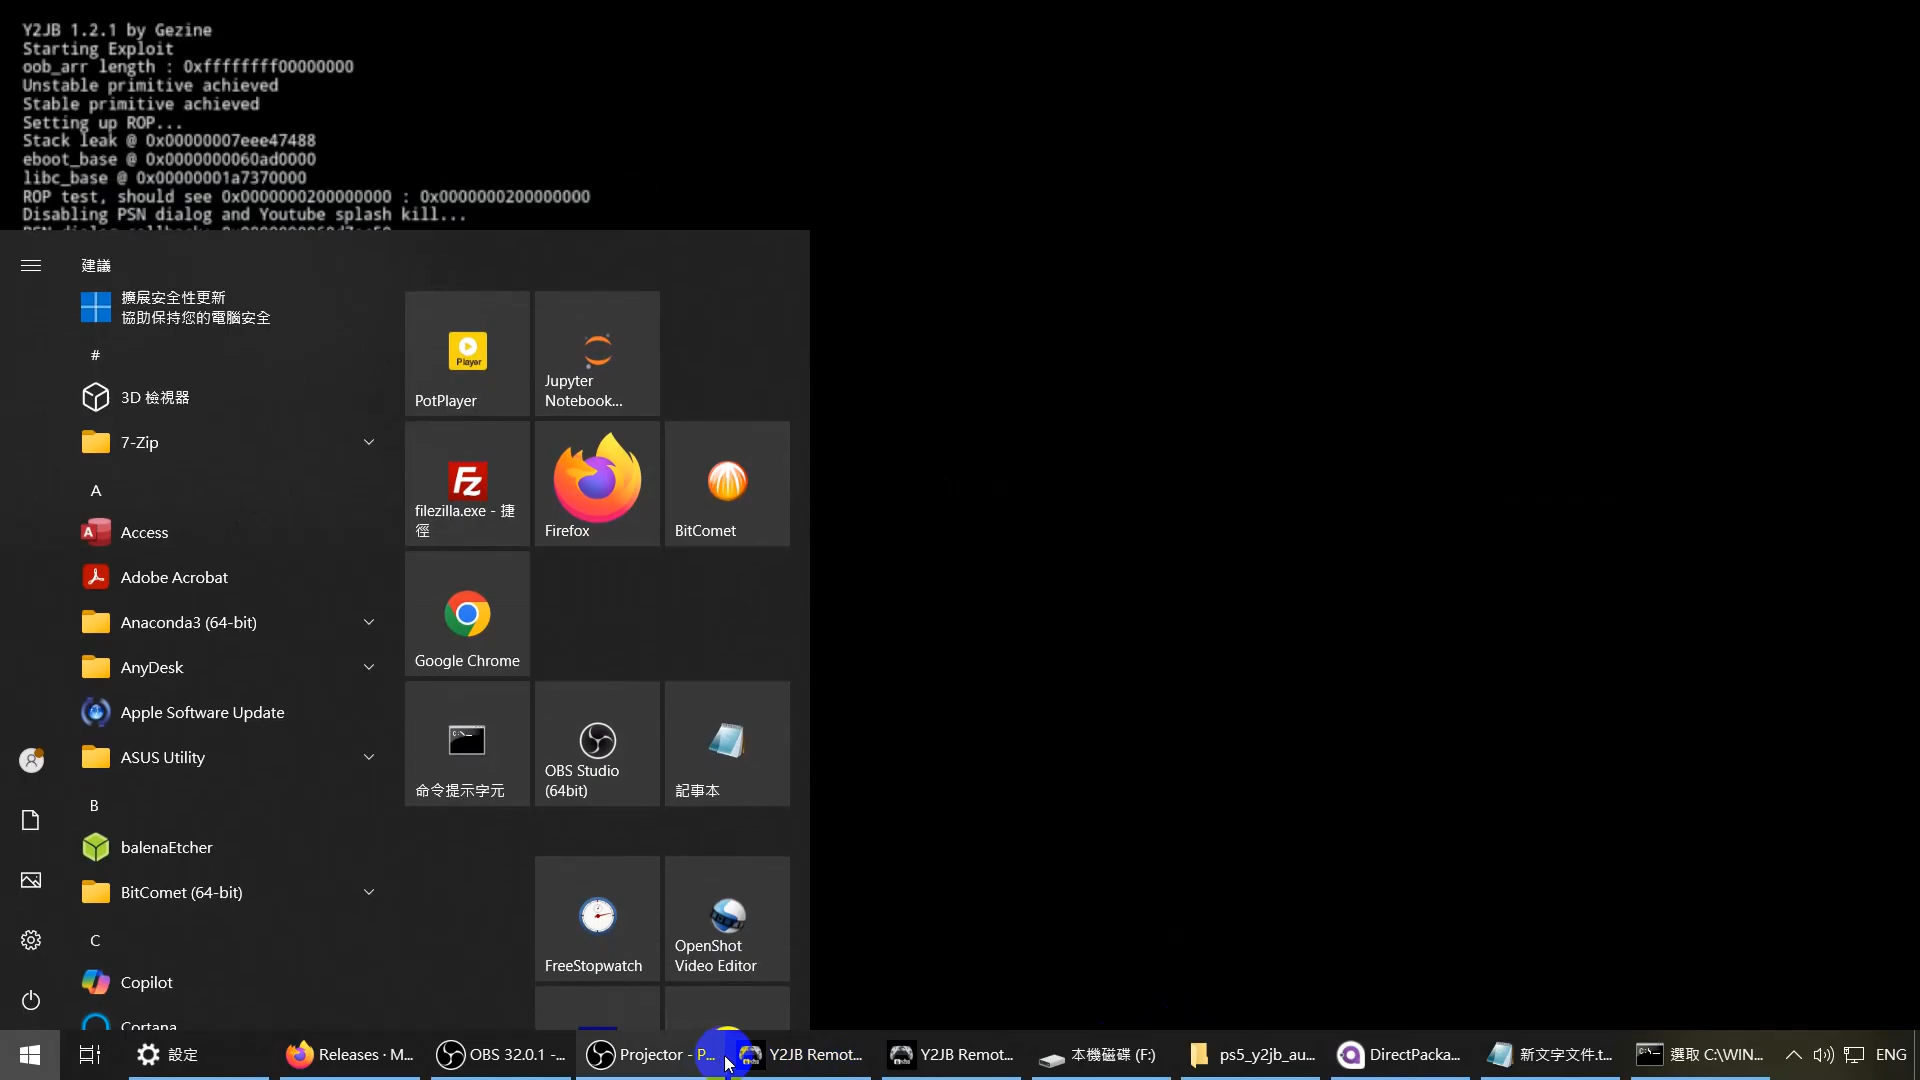 Y2JB 1.2.1 by Gezine
Starting Exploit
oob_arr length : 0xffffffff00000000
Unstable primitive achieved
Stable primitive achieved
Setting up ROP...
Stack leak @ 0x00000007eee47488
eboot_base @ 0x0000000060ad0000
libc_base @ 0x00000001a7370000
ROP test, should see 0x0000000200000000 : 0x0000000200000000
Disabling PSN dialog and Youtube splash kill...
建議
擴展安全性更新
協助保持您的電腦安全
#
3D 檢視器
7-Zip
A
Access
Adobe Acrobat
Anaconda3 (64-bit)
AnyDesk
Apple Software Update
ASUS Utility
B
balenaEtcher
BitComet (64-bit)
C
Copilot
Cortana
Player
PotPlayer
Jupyter
Notebook...
Fz
filezilla.exe - 捷
徑
Firefox
BitComet
Google Chrome
C:\_
命令提示字元
OBS Studio
(64bit)
記事本
FreeStopwatch
OpenShot
Video Editor
設定
Releases · M...
OBS 32.0.1 -...
Projector - P...
Y2JB Remot...
Y2JB Remot...
本機磁碟 (F:)
ps5_y2jb_au...
DirectPacka...
新文字文件.t...
選取 C:\WIN...
ENG